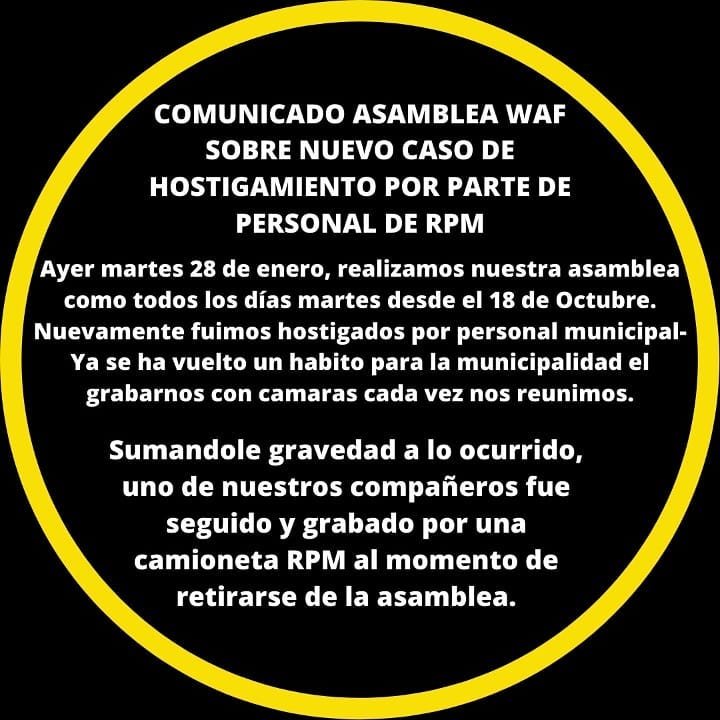 COMUNICADO ASAMBLEA WAF
SOBRE NUEVO CASO DE
HOSTIGAMIENTO POR PARTE DE
PERSONAL DE RPM
Ayer martes 28 de enero, realizamos nuestra asamblea
como todos los días martes desde el 18 de Octubre.
Nuevamente fuimos hostigados por personal municipal-
Ya se ha vuelto un habito para la municipalidad el
grabarnos con camaras cada vez nos reunimos.
Sumandole gravedad a lo ocurrido,
uno de nuestros compañeros fue
seguido y grabado por una
camioneta RPM al momento de
retirarse de la asamblea.